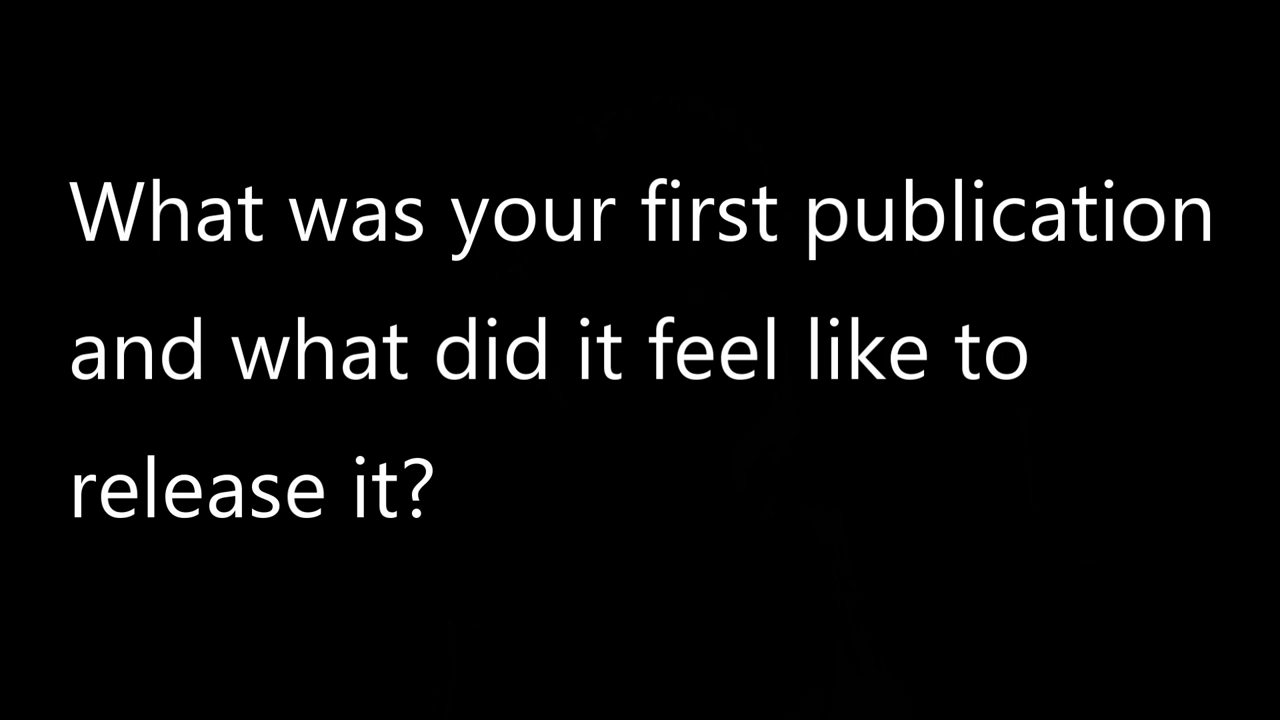 What was your first publication
and what did it feel like to
release it?